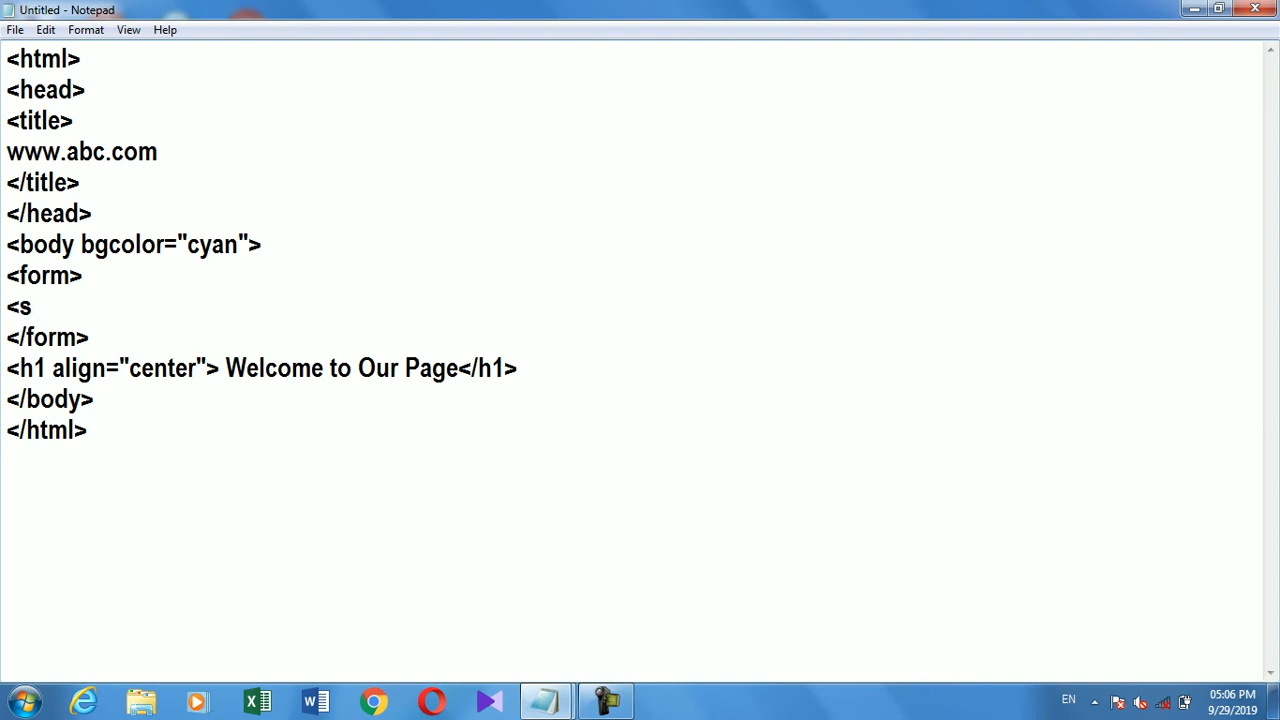 Untitled - Notepad
File Edit Format View Help
<html>
<head>
<title>
www.abc.com
</title>
</head>
<body bgcolor="cyan">
<form>
<s
</form>
<h1 align="center"> Welcome to Our Page</h1>
</body>
</html>
EN
05:06 PM
9/29/2019